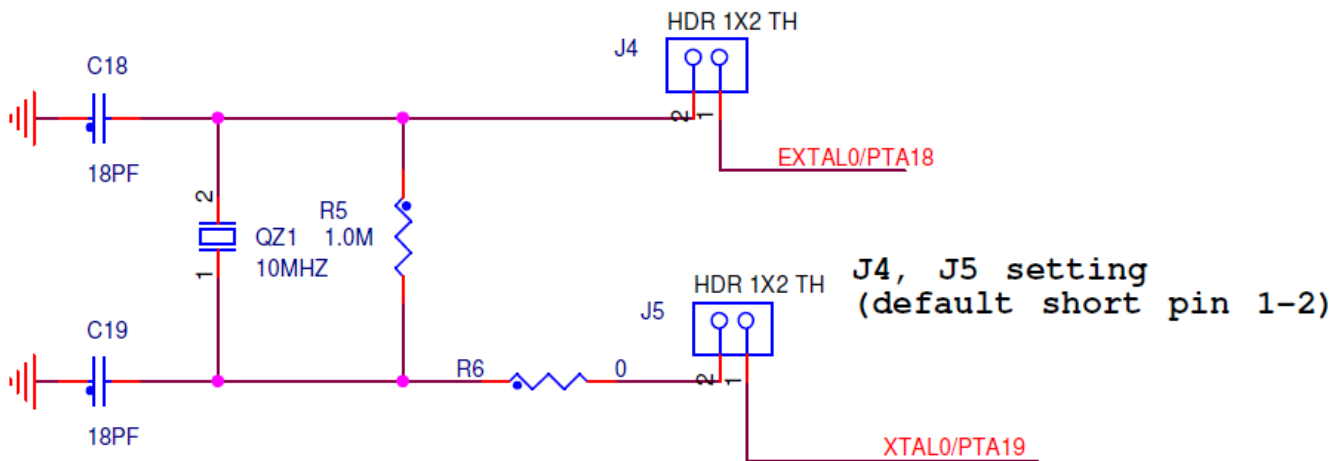 HDR 1X2 TH
J4
C18
2
1
18PF
EXTAL0/PTA18
2
R5
QZ1
1.0M
1
10MHZ
J4, J5 setting
HDR 1X2 TH
(default short pin 1-2)
J5
C19
R6
0
2
1
18PF
XTAL0/PTA19